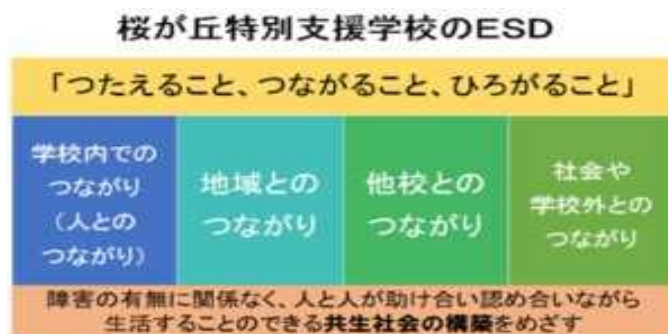 桜が丘特別支援学校のESD
「つたえること、つながること、ひろがること」
学校内での
つながり
（人との
つながり）
地域との
つながり
他校との
つながり
社会や
学校外との
つながり
障害の有無に関係なく、人と人が助け合い認め合いながら
生活することのできる共生社会の構築をめざす